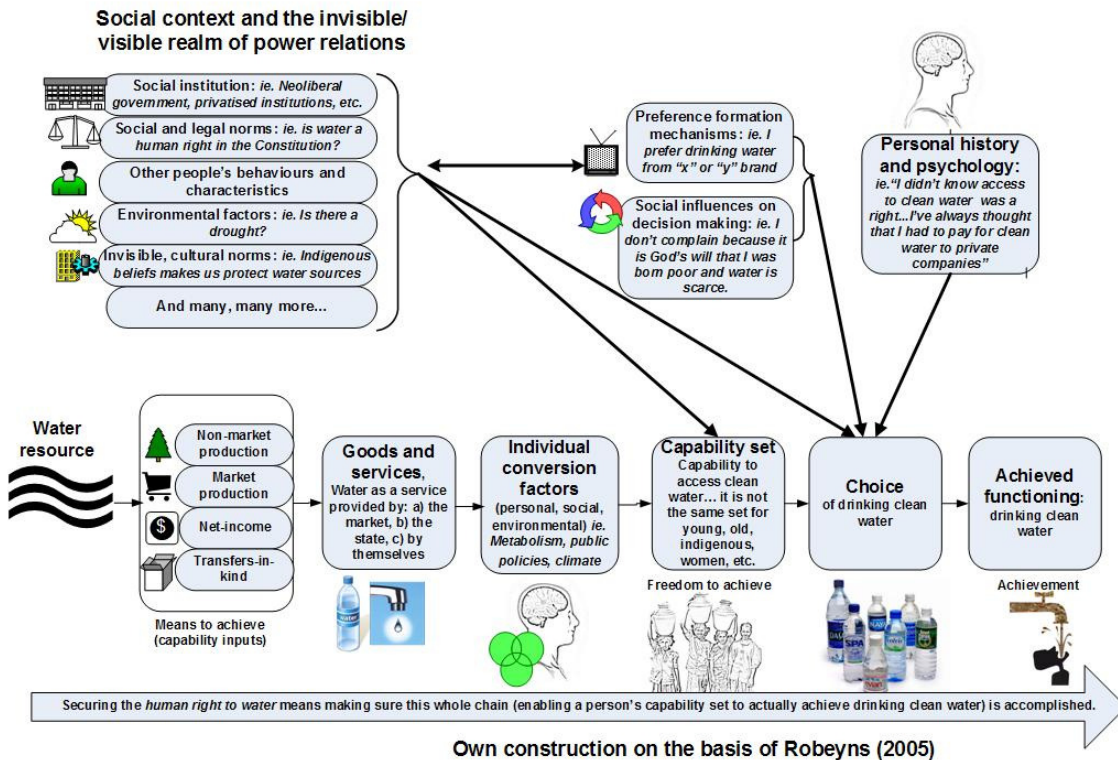 Social context and the invisible/
visible realm of power relations
Social institution: ie. Neoliberal
government, privatised institutions, etc.
Social and legal norms: ie. is water a
human right in the Constitution?
Other people's behaviours and
characteristics
Environmental factors: ie. Is there a
drought?
Invisible, cultural norms: ie. Indigenous
beliefs makes us protect water sources
And many, many more...
Preference formation
mechanisms: ie. I
prefer drinking water
from "x" or "y" brand
Social influences on
decision making: ie. I
don't complain because it
is God's will that I was
born poor and water is
scarce.
Personal history
and psychology:
ie."I didn't know access
to clean water was a
right...I've always thought
that I had to pay for clean
water to private
companies"
Water
resource
Non-market
production
Market
production
$
Net-income
Transfers-in-
kind
Means to achieve
(capability inputs)
Goods and
services,
Water as a service
provided by: a) the
market, b) the
state, c) by
themselves
Individual
conversion
factors
(personal, social,
environmental) ie.
Metabolism, public
policies, climate
Capability set
Capability to
access clean
water... it is not
the same set for
young, old,
indigenous,
women, etc.
Freedom to achieve
Choice
of drinking clean
water
Achieved
functioning:
drinking clean
water
Achievement
Water
SPA
evian
Securing the human right to water means making sure this whole chain (enabling a person's capability set to actually achieve drinking clean water) is accomplished.
Own construction on the basis of Robeyns (2005)